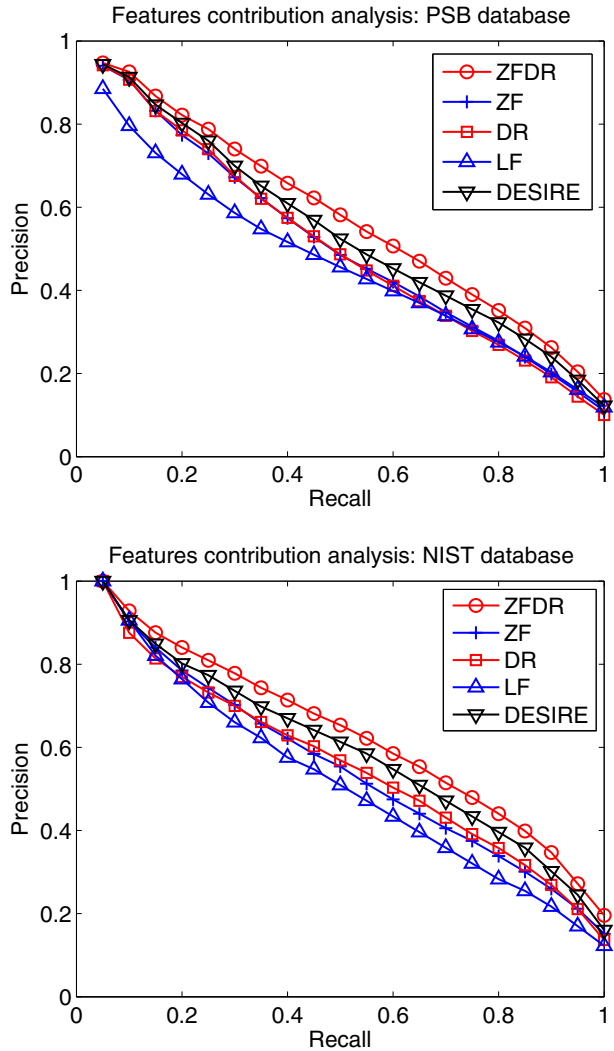 Features contribution analysis: PSB database
1
0.8
0.6
0.4
0.2
0
Precision
0 0.2 0.4 0.6 0.8 1
Recall
ZFDR
ZF
DR
LF
DESIRE
Features contribution analysis: NIST database
1
0.8
0.6
0.4
0.2
0
Precision
0 0.2 0.4 0.6 0.8 1
Recall
ZFDR
ZF
DR
LF
DESIRE